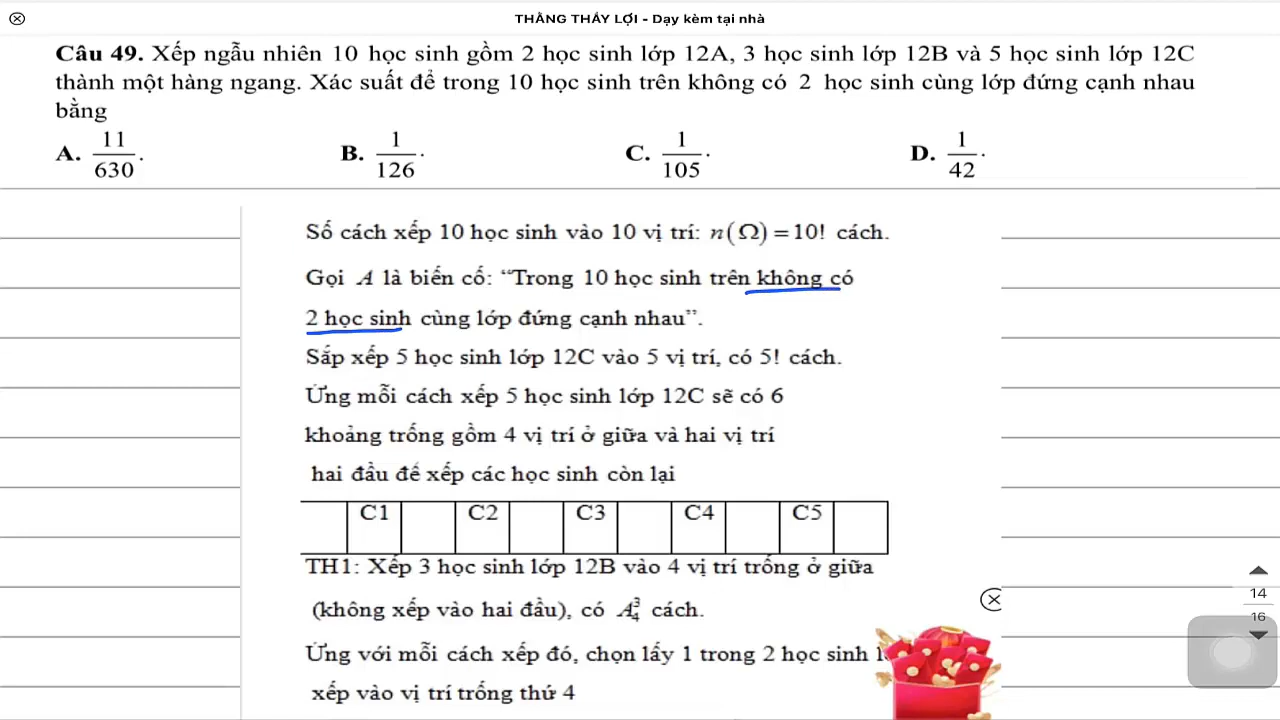 THẰNG THẦY LỢI - Dạy kèm tại nhà
Câu 49. Xếp ngẫu nhiên 10 học sinh gồm 2 học sinh lớp 12A, 3 học sinh lớp 12B và 5 học sinh lớp 12C
thành một hàng ngang. Xác suất để trong 10 học sinh trên không có 2 học sinh cùng lớp đứng cạnh nhau
bằng
A. 11/630. B. 1/126. C. 1/105. D. 1/42.
Số cách xếp 10 học sinh vào 10 vị trí: n(Ω) = 10! cách.
Gọi A là biến cố: “Trong 10 học sinh trên không có
2 học sinh cùng lớp đứng cạnh nhau”.
Sắp xếp 5 học sinh lớp 12C vào 5 vị trí, có 5! cách.
Ứng mỗi cách xếp 5 học sinh lớp 12C sẽ có 6
khoảng trống gồm 4 vị trí ở giữa và hai vị trí
hai đầu để xếp các học sinh còn lại
C1 C2 C3 C4 C5
TH1: Xếp 3 học sinh lớp 12B vào 4 vị trí trống ở giữa
(không xếp vào hai đầu), có A₄³ cách.
Ứng với mỗi cách xếp đó, chọn lấy 1 trong 2 học sinh
xếp vào vị trí trống thứ 4
14
16